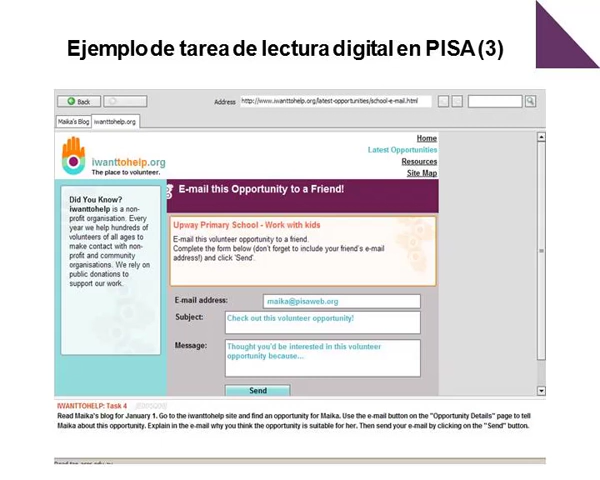 Ejemplo de tarea de lectura digital en PISA (3)
Back
Address http://www.iwanttohelp.org/latest-opportunities/school-e-mail.html
Maika's Blog iwanttohelp.org
iwanttohelp.org
The place to volunteer.
Home
Latest Opportunities
Resources
Site Map
Did You Know?
iwanttohelp is a non-
profit organisation. Every
year we help hundreds of
volunteers of all ages to
make contact with non-
profit and community
organisations. We rely on
public donations to
support our work.
E-mail this Opportunity to a Friend!
Upway Primary School - Work with kids
E-mail this volunteer opportunity to a friend.
Complete the form below (don't forget to include your friend's e-mail
address!) and click 'Send'.
E-mail address: maika@pisaweb.org
Subject: Check out this volunteer opportunity!
Message: Thought you'd be interested in this volunteer
opportunity because...
Send
IWANTTOHELP: Task 4
Read Maika's blog for January 1. Go to the iwanttohelp site and find an opportunity for Maika. Use the e-mail button on the "Opportunity Details" page to tell
Maika about this opportunity. Explain in the e-mail why you think the opportunity is suitable for her. Then send your e-mail by clicking on the "Send" button.